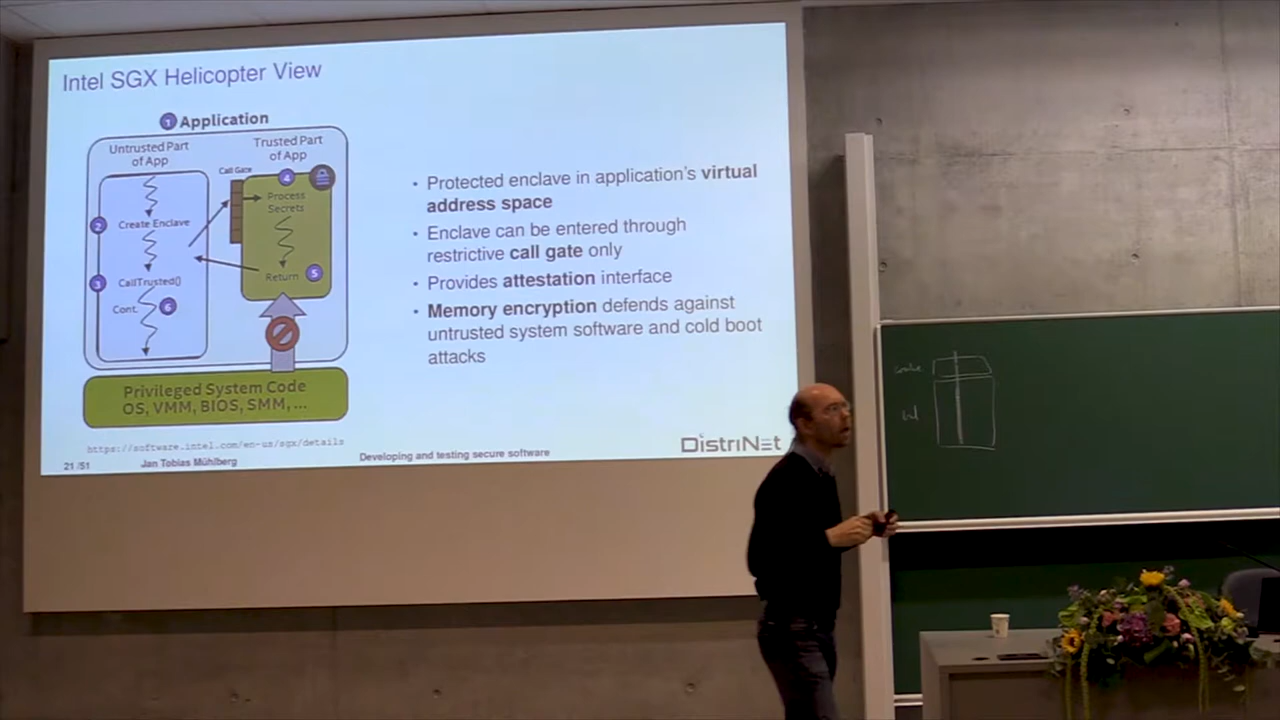 Intel SGX Helicopter View
1 Application
Untrusted Part
of App
Trusted Part
of App
Call Gate
4
Process
Secrets
2
Create Enclave
Return 5
3
CallTrusted()
Cont. 6
Privileged System Code
OS, VMM, BIOS, SMM, ...
https://software.intel.com/en-us/sgx/details
• Protected enclave in application's virtual
address space
• Enclave can be entered through
restrictive call gate only
• Provides attestation interface
• Memory encryption defends against
untrusted system software and cold boot
attacks
21 /51
Jan Tobias Mühlberg
Developing and testing secure software
DISTRINET